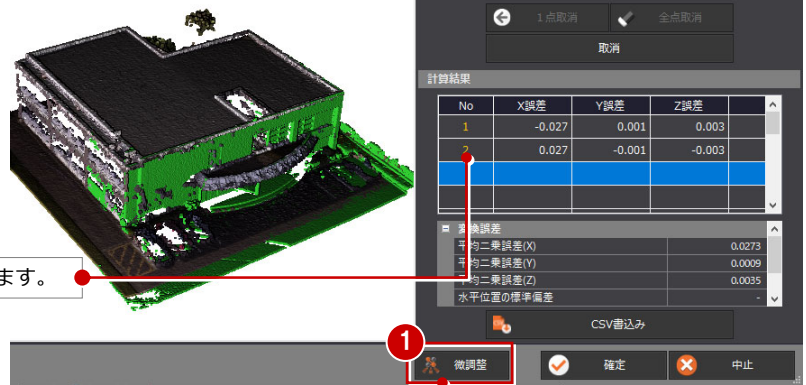 1点取消 全点取消
取消
計算結果
No X誤差 Y誤差 Z誤差
1 -0.027 0.001 0.003
2 0.027 -0.001 -0.003
変換誤差
平均二乗誤差(X) 0.0273
平均二乗誤差(Y) 0.0009
平均二乗誤差(Z) 0.0035
水平位置の標準偏差 -
ます。
CSV書込み
1
微調整 確定 中止